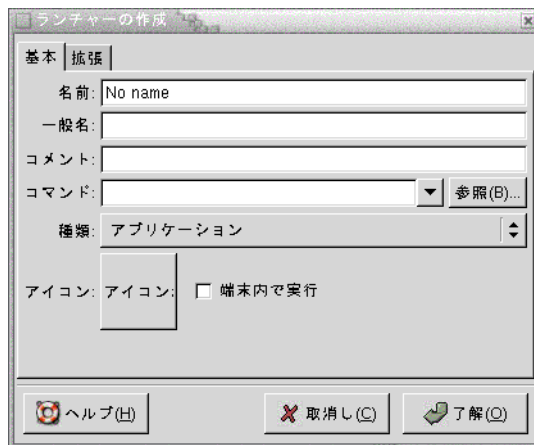 ランチャーの作成
基本 拡張
名前: No name
一般名:
コメント:
コマンド: 参照(B)...
種類: アプリケーション
アイコン: アイコン: 端末内で実行
ヘルプ(H) 取消し(C) 了解(O)